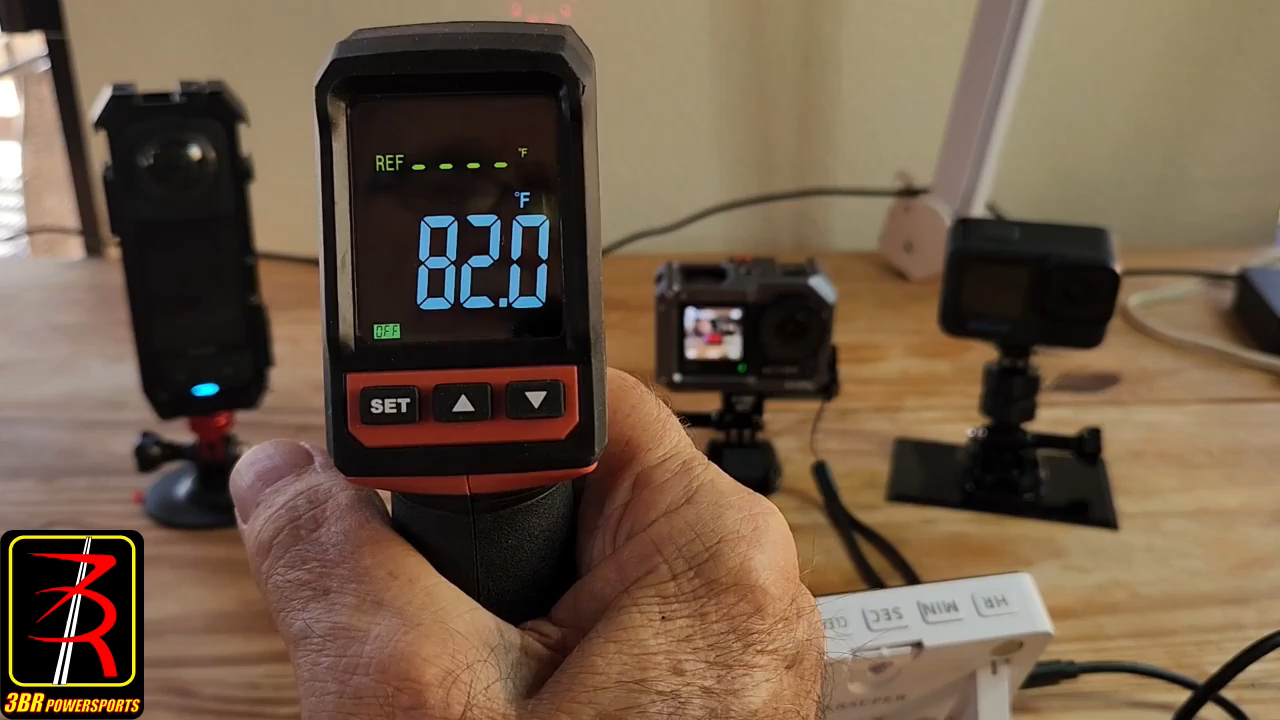 REF - - - - °F
°F
82.0
OFF
SET
HR
MIN
SEC
3BR POWERSPORTS